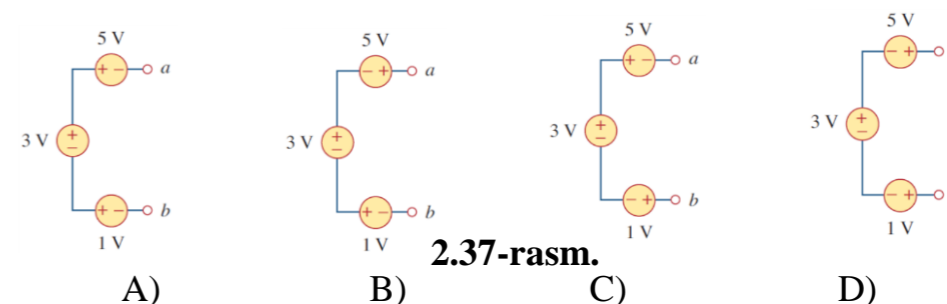 5 V 5 V 5 V 5 V
+ − a − + a + − a − +
3 V + − 3 V + − 3 V + − 3 V + −
+ − b + − b − + b − +
1 V 1 V 1 V 1 V
2.37-rasm.
A) B) C) D)